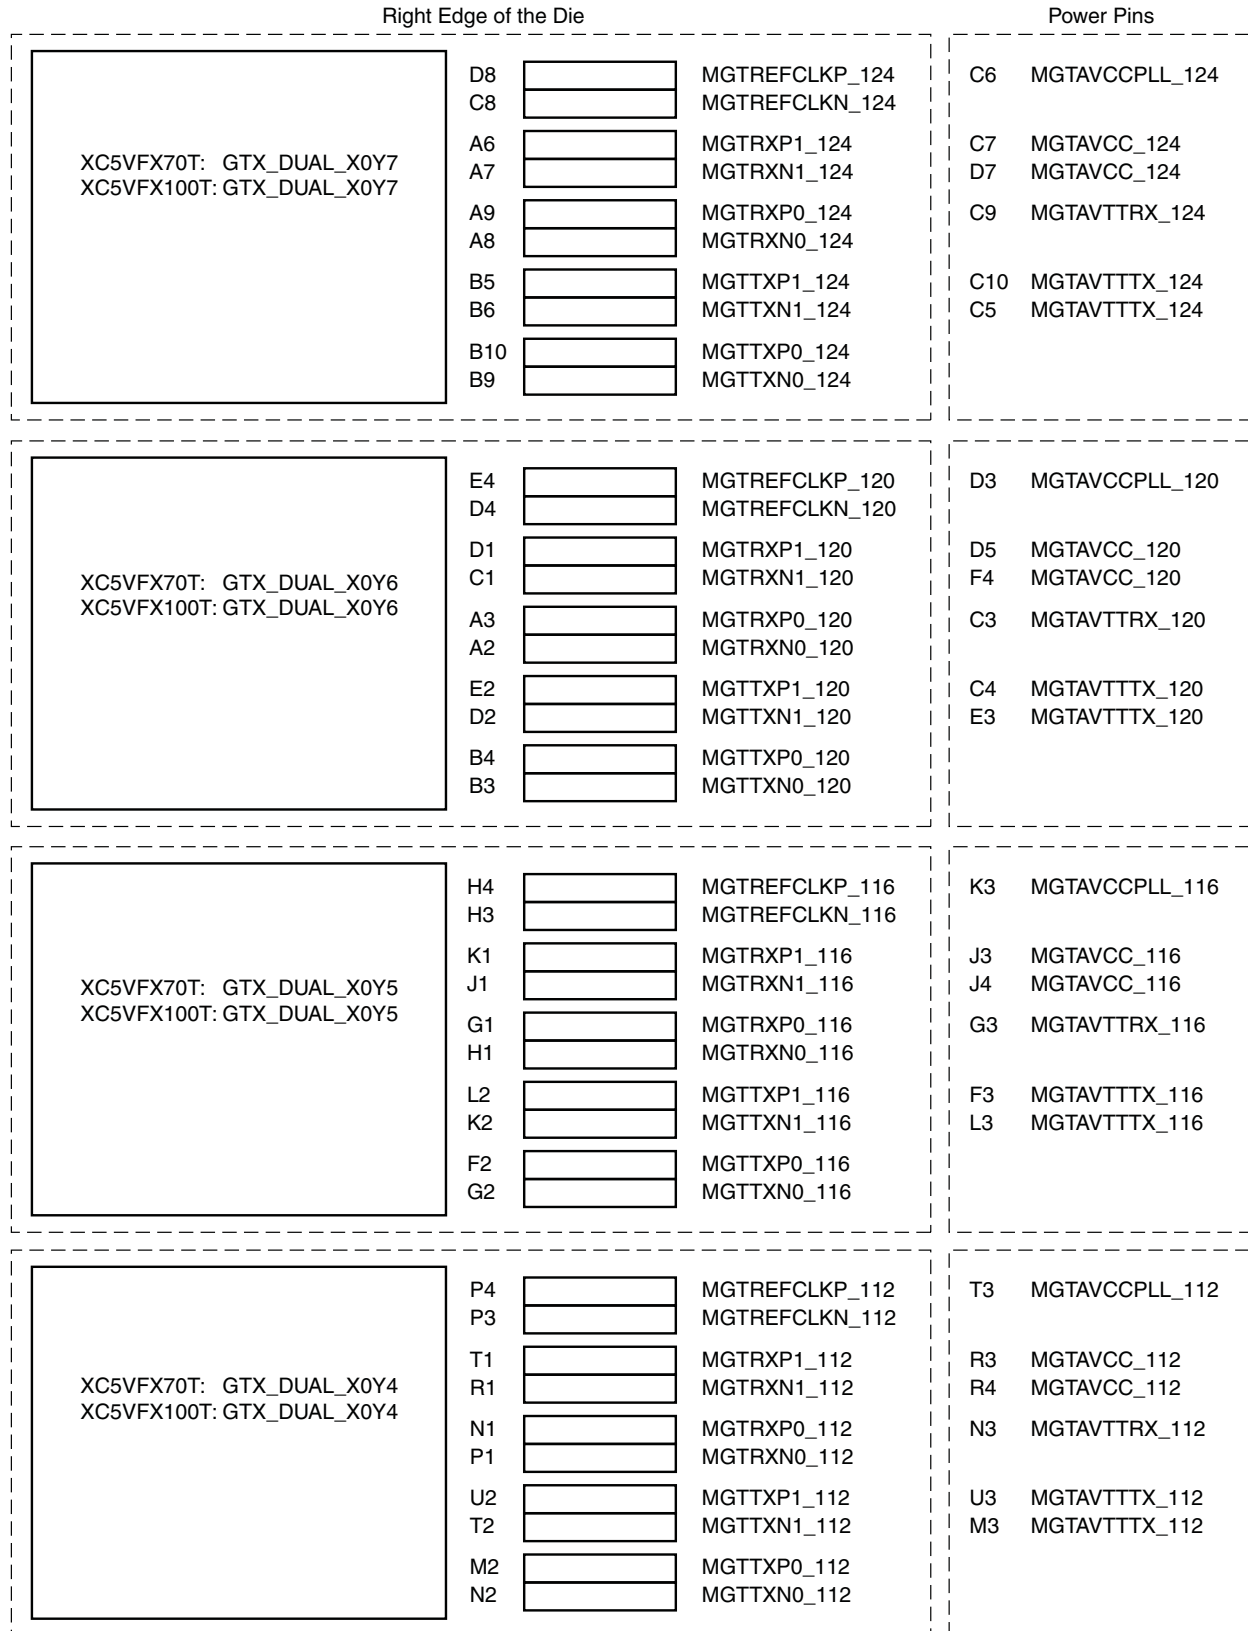 Right Edge of the Die Power Pins
D8 MGTREFCLKP_124 C6 MGTAVCCPLL_124
C8 MGTREFCLKN_124
A6 MGTRXP1_124 C7 MGTAVCC_124
XC5VFX70T: GTX_DUAL_X0Y7
A7 MGTRXN1_124 D7 MGTAVCC_124
XC5VFX100T: GTX_DUAL_X0Y7
A9 MGTRXP0_124 C9 MGTAVTTRX_124
A8 MGTRXN0_124
B5 MGTTXP1_124 C10 MGTAVTTTX_124
B6 MGTTXN1_124 C5 MGTAVTTTX_124
B10 MGTTXP0_124
B9 MGTTXN0_124
E4 MGTREFCLKP_120 D3 MGTAVCCPLL_120
D4 MGTREFCLKN_120
D1 MGTRXP1_120 D5 MGTAVCC_120
C1 MGTRXN1_120 F4 MGTAVCC_120
XC5VFX70T: GTX_DUAL_X0Y6
XC5VFX100T: GTX_DUAL_X0Y6
A3 MGTRXP0_120 C3 MGTAVTTRX_120
A2 MGTRXN0_120
E2 MGTTXP1_120 C4 MGTAVTTTX_120
D2 MGTTXN1_120 E3 MGTAVTTTX_120
B4 MGTTXP0_120
B3 MGTTXN0_120
H4 MGTREFCLKP_116 K3 MGTAVCCPLL_116
H3 MGTREFCLKN_116
K1 MGTRXP1_116 J3 MGTAVCC_116
J1 MGTRXN1_116 J4 MGTAVCC_116
XC5VFX70T: GTX_DUAL_X0Y5
XC5VFX100T: GTX_DUAL_X0Y5
G1 MGTRXP0_116 G3 MGTAVTTRX_116
H1 MGTRXN0_116
L2 MGTTXP1_116 F3 MGTAVTTTX_116
K2 MGTTXN1_116 L3 MGTAVTTTX_116
F2 MGTTXP0_116
G2 MGTTXN0_116
P4 MGTREFCLKP_112 T3 MGTAVCCPLL_112
P3 MGTREFCLKN_112
T1 MGTRXP1_112 R3 MGTAVCC_112
XC5VFX70T: GTX_DUAL_X0Y4
R1 MGTRXN1_112 R4 MGTAVCC_112
XC5VFX100T: GTX_DUAL_X0Y4
N1 MGTRXP0_112 N3 MGTAVTTRX_112
P1 MGTRXN0_112
U2 MGTTXP1_112 U3 MGTAVTTTX_112
T2 MGTTXN1_112 M3 MGTAVTTTX_112
M2 MGTTXP0_112
N2 MGTTXN0_112